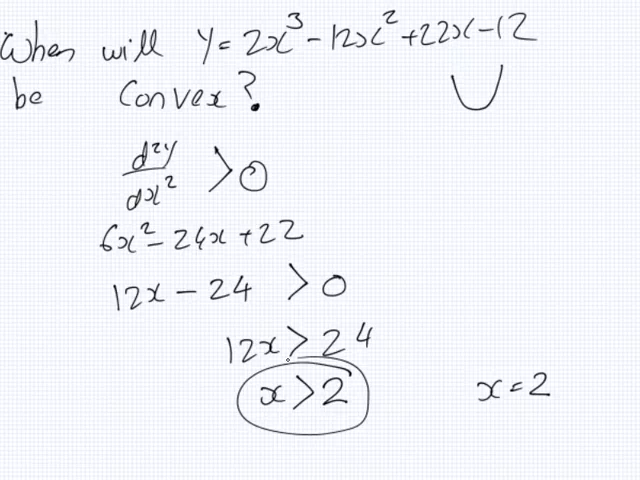 When will y = 2x³ - 12x² + 22x - 12
be convex?
d²y/dx² > 0
6x² - 24x + 22
12x - 24 > 0
12x > 24
x > 2
x = 2